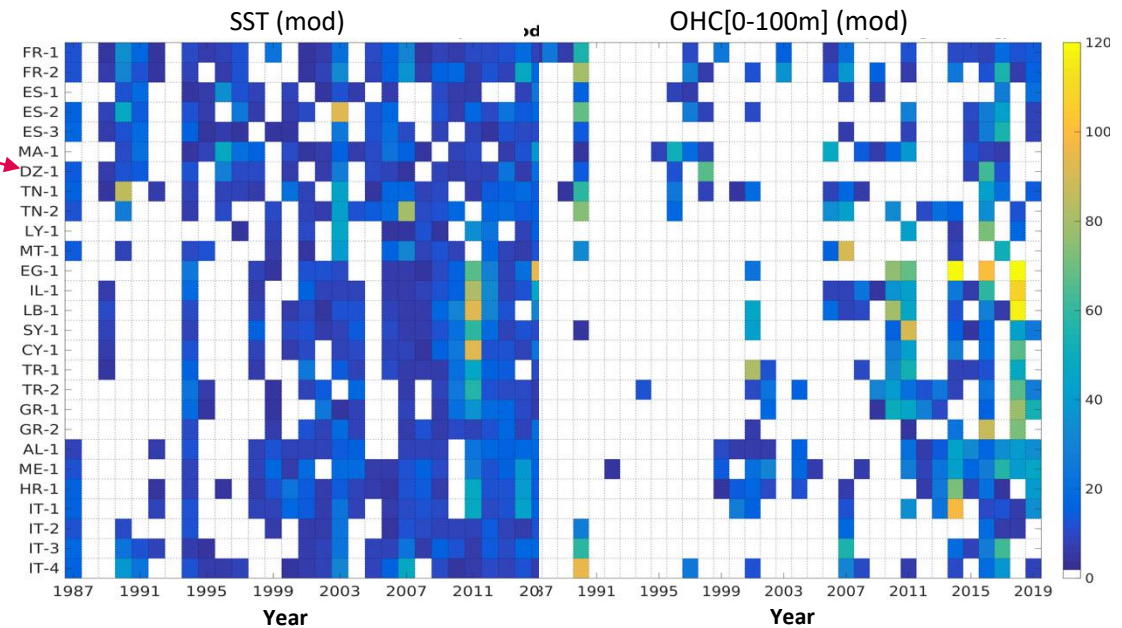 SST (mod)
OHC[0-100m] (mod)
od
FR-1
FR-2
ES-1
ES-2
ES-3
MA-1
DZ-1
TN-1
TN-2
LY-1
MT-1
EG-1
IL-1
LB-1
SY-1
CY-1
TR-1
TR-2
GR-1
GR-2
AL-1
ME-1
HR-1
IT-1
IT-2
IT-3
IT-4
120
100
80
60
40
20
0
1987 1991 1995 1999 2003 2007 2011 20
87 1991 1995 1999 2003 2007 2011 2015 2019
Year
Year